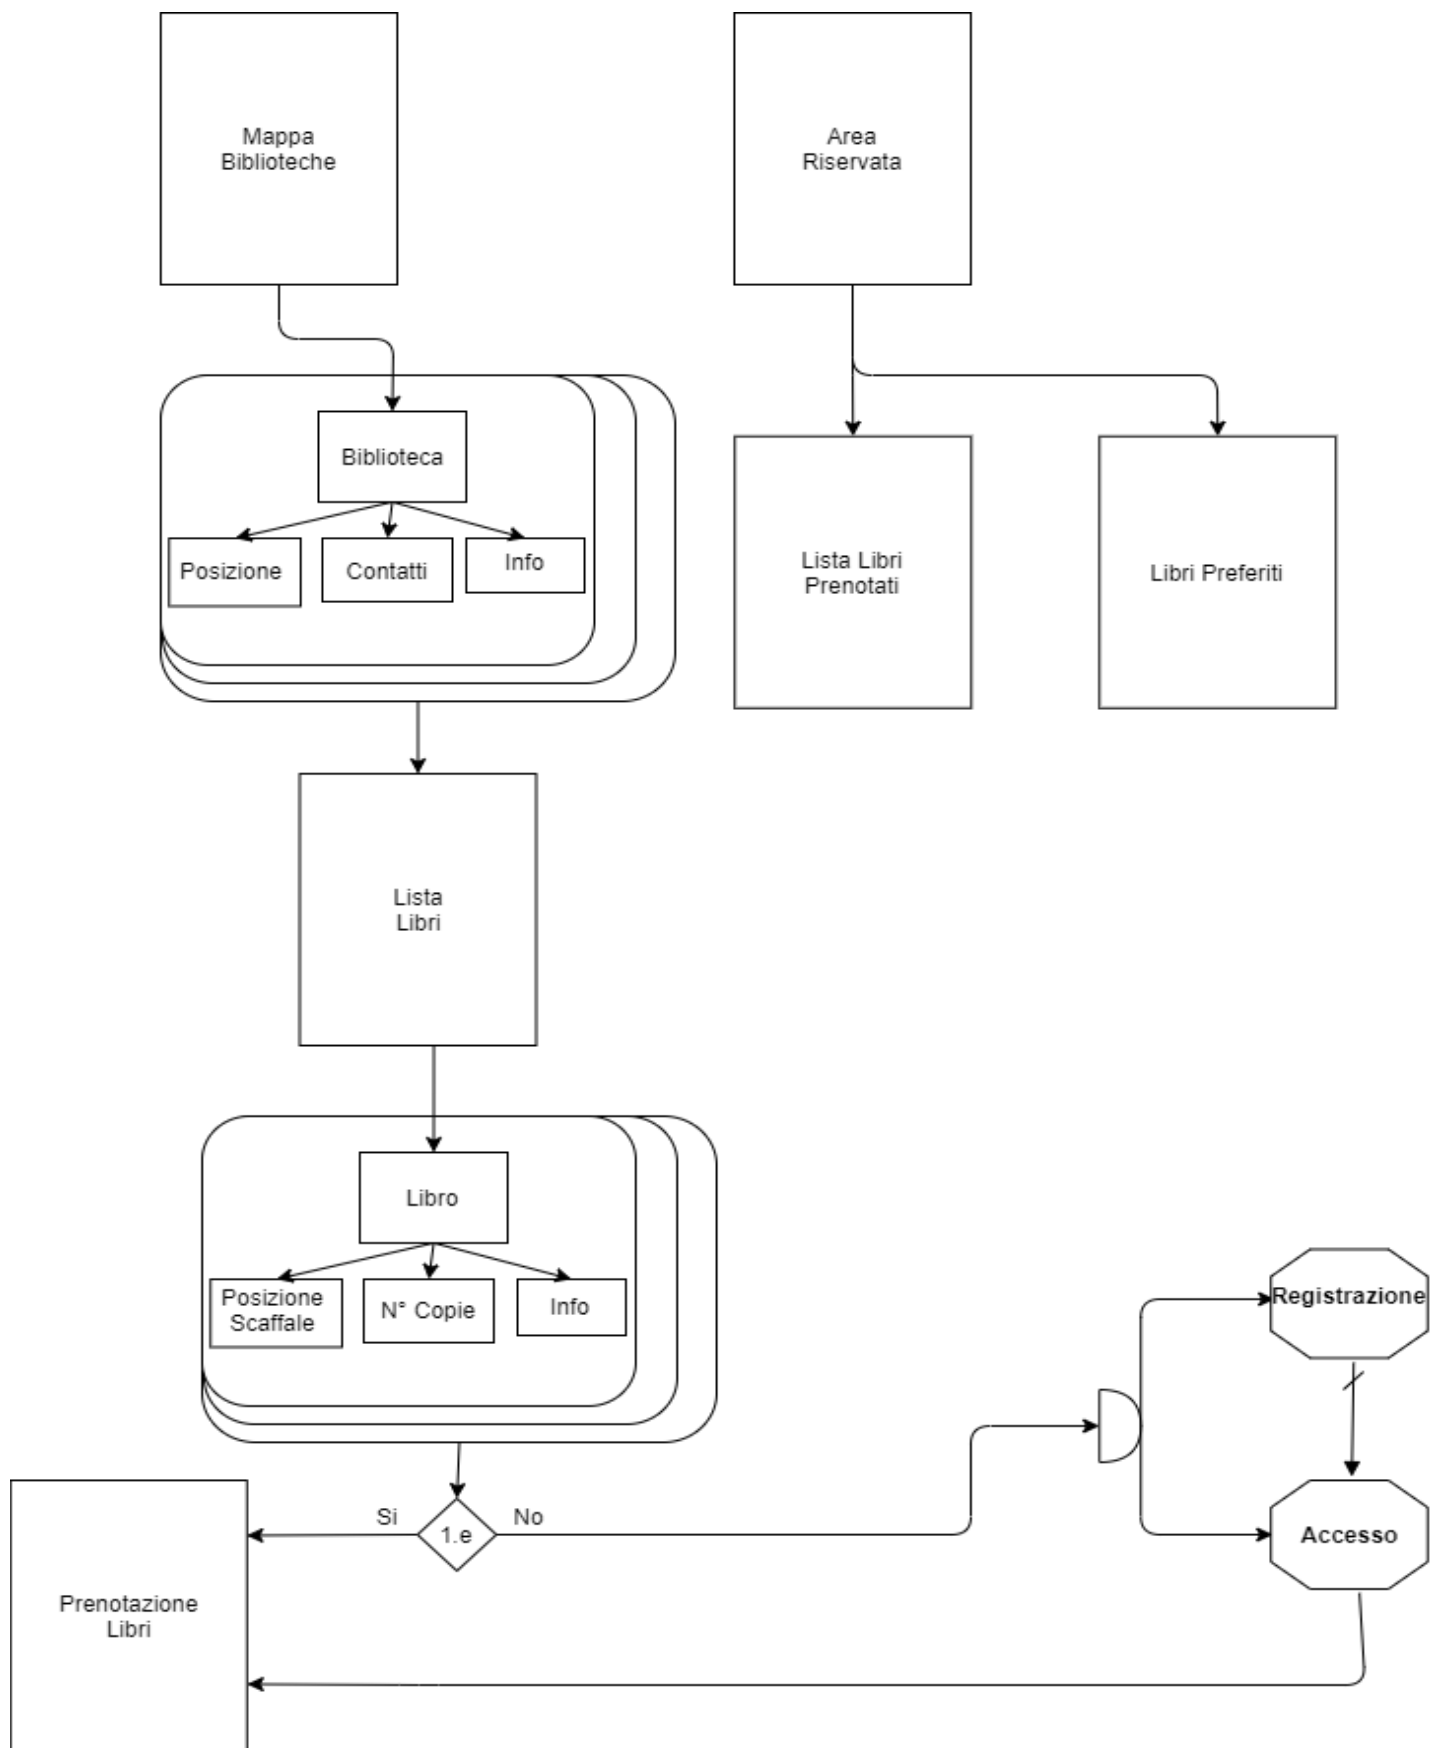 Mappa
Biblioteche
Area
Riservata
Biblioteca
Posizione
Contatti
Info
Lista Libri
Prenotati
Libri Preferiti
Lista
Libri
Libro
Posizione
Scaffale
N° Copie
Info
Registrazione
Si
1.e
No
Accesso
Prenotazione
Libri